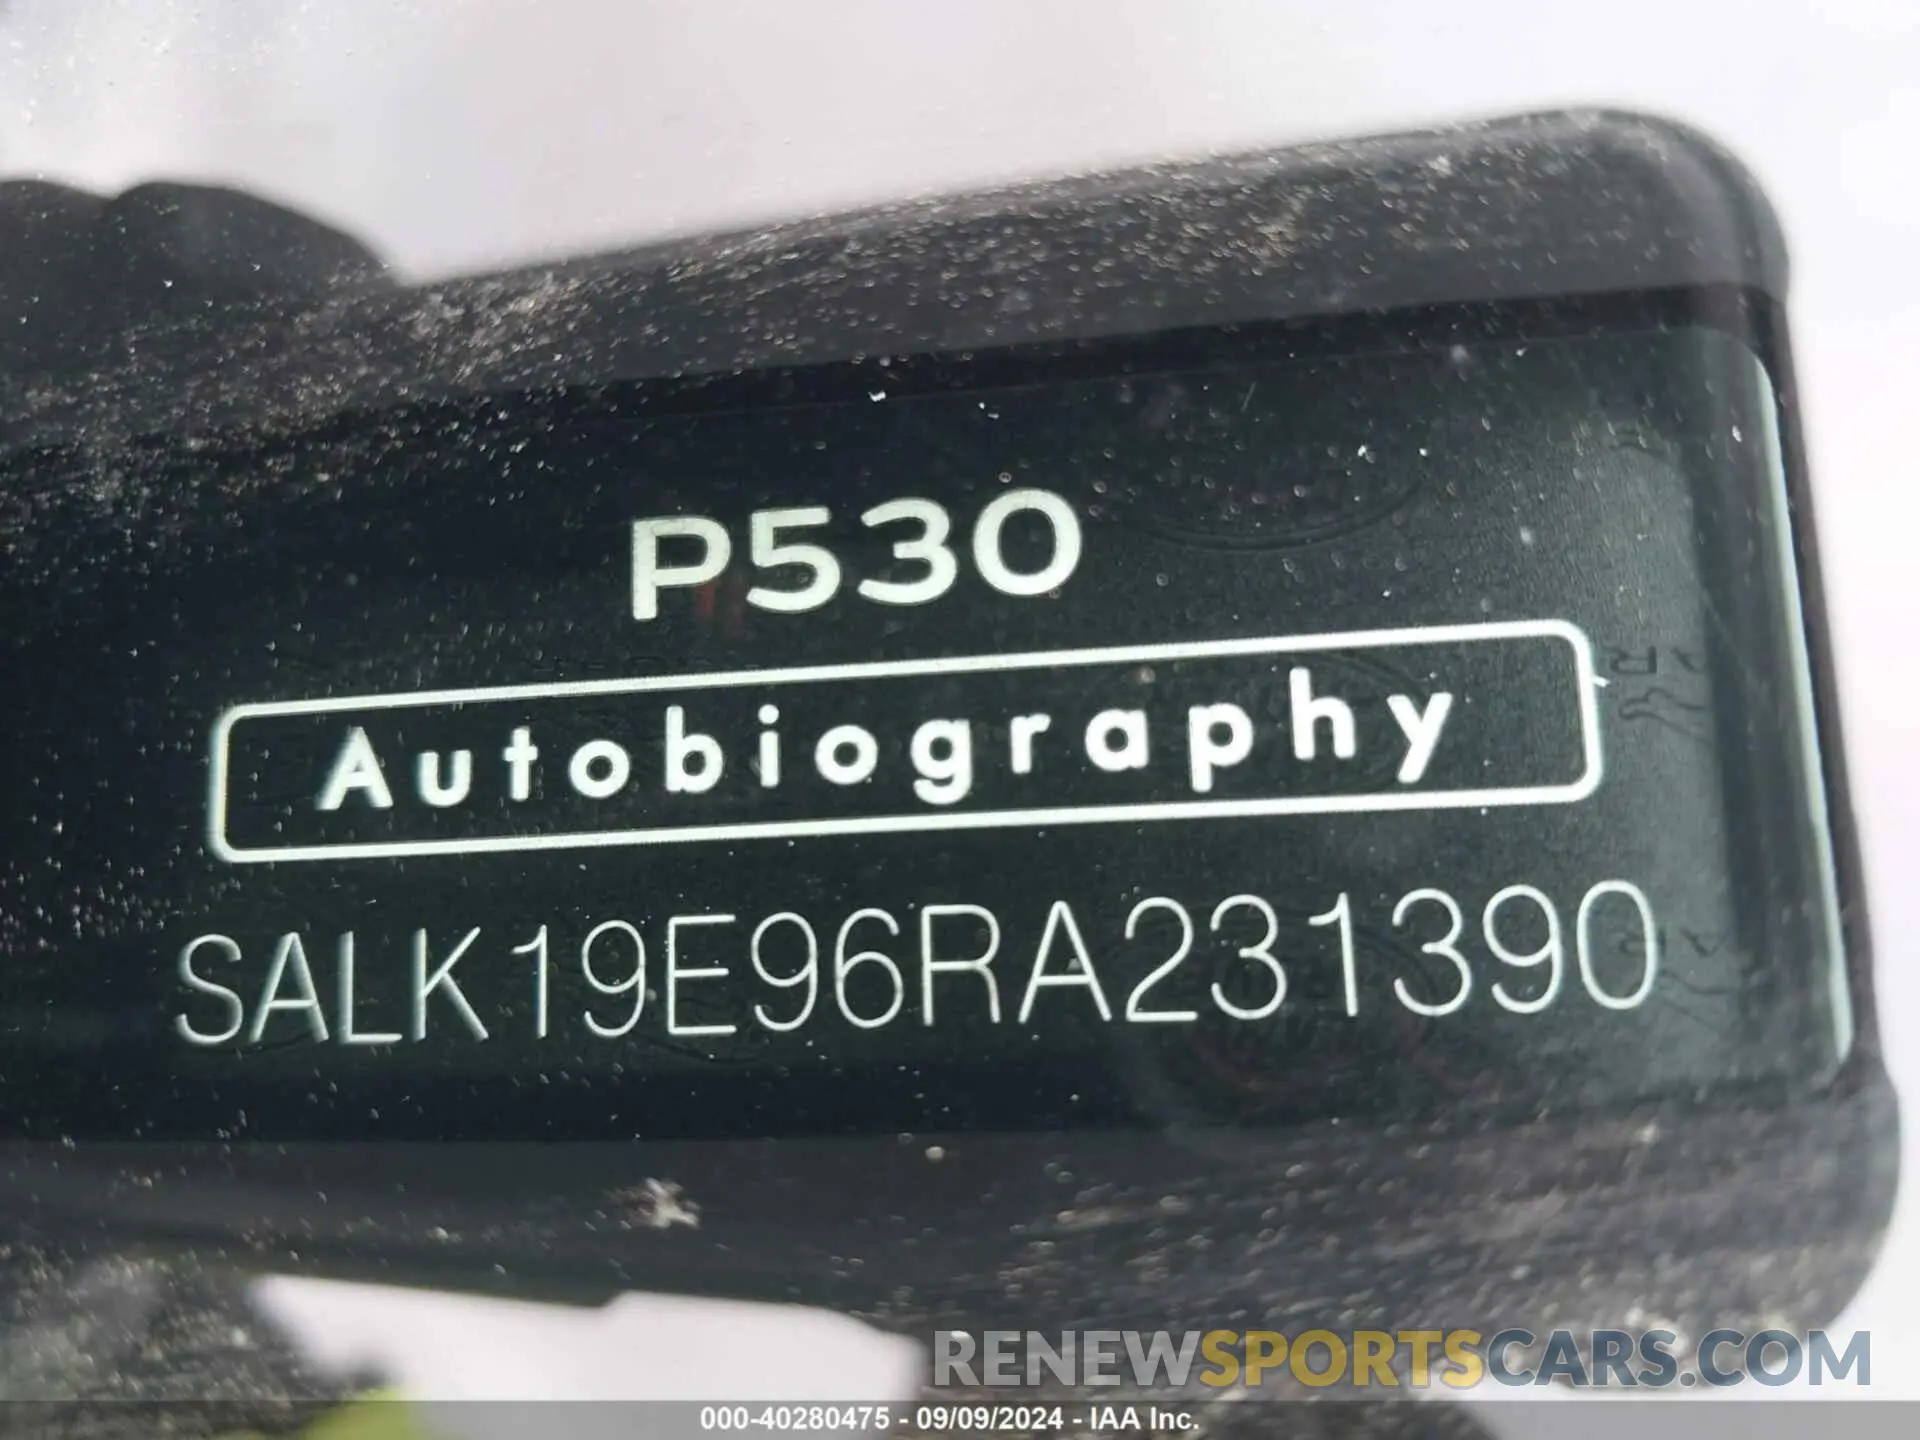 P530
Autobiography
SALK19E96RA231390
RENEWSPORTSCARS.COM
000-40280475 - 09/09/2024 - IAA Inc.